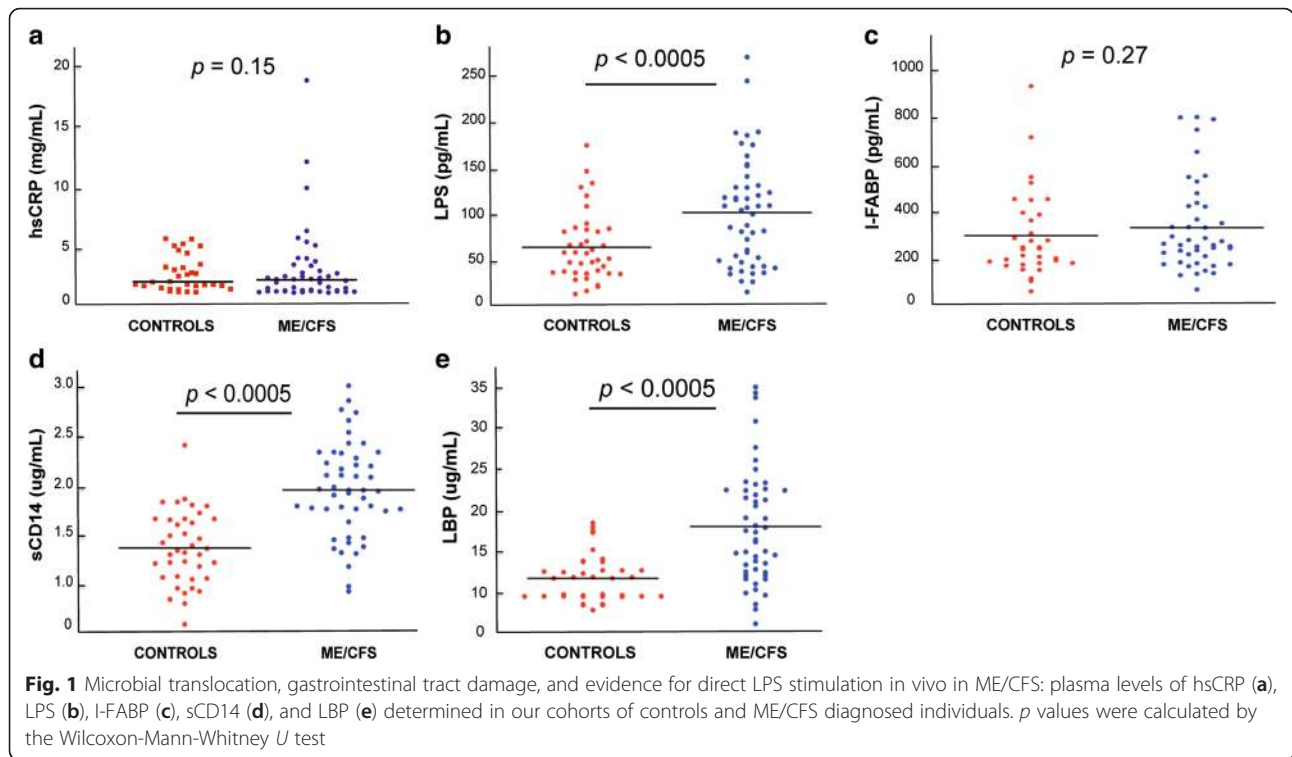 a
p = 0.15
hsCRP (mg/mL)
20
15
10
5
0
CONTROLS ME/CFS
b
p < 0.0005
LPS (pg/mL)
250
200
150
100
50
0
CONTROLS ME/CFS
c
p = 0.27
I-FABP (pg/mL)
1000
800
600
400
200
0
CONTROLS ME/CFS
d
p < 0.0005
sCD14 (ug/mL)
3.0
2.5
2.0
1.5
1.0
0
CONTROLS ME/CFS
e
p < 0.0005
LBP (ug/mL)
35
30
25
20
15
10
5
0
CONTROLS ME/CFS
Fig. 1 Microbial translocation, gastrointestinal tract damage, and evidence for direct LPS stimulation in vivo in ME/CFS: plasma levels of hsCRP (a),
LPS (b), I-FABP (c), sCD14 (d), and LBP (e) determined in our cohorts of controls and ME/CFS diagnosed individuals. p values were calculated by
the Wilcoxon-Mann-Whitney U test